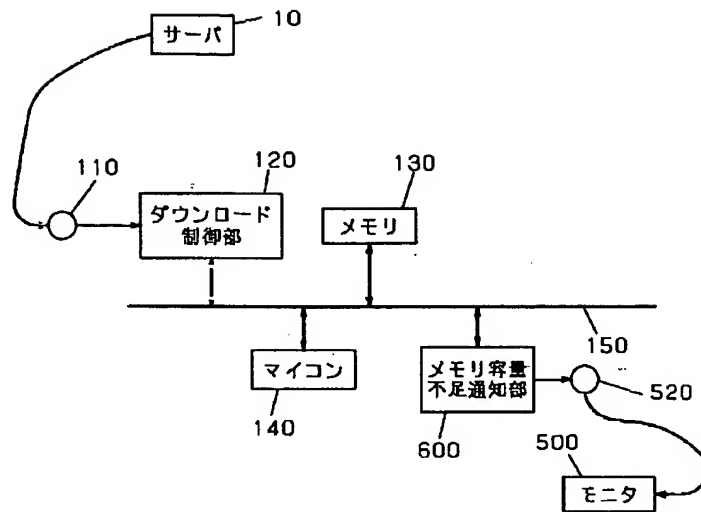 10
サーバ
110
120
130
ダウンロード
制御部
メモリ
150
マイコン
140
メモリ容量
不足通知部
600
520
500
モニタ